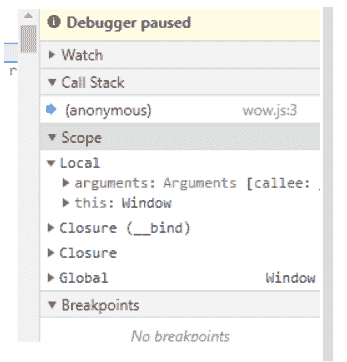 Debugger paused
Watch
Call Stack
(anonymous) wow.js:3
Scope
Local
arguments: Arguments [callee:
this: Window
Closure (__bind)
Closure
Global Window
Breakpoints
No breakpoints